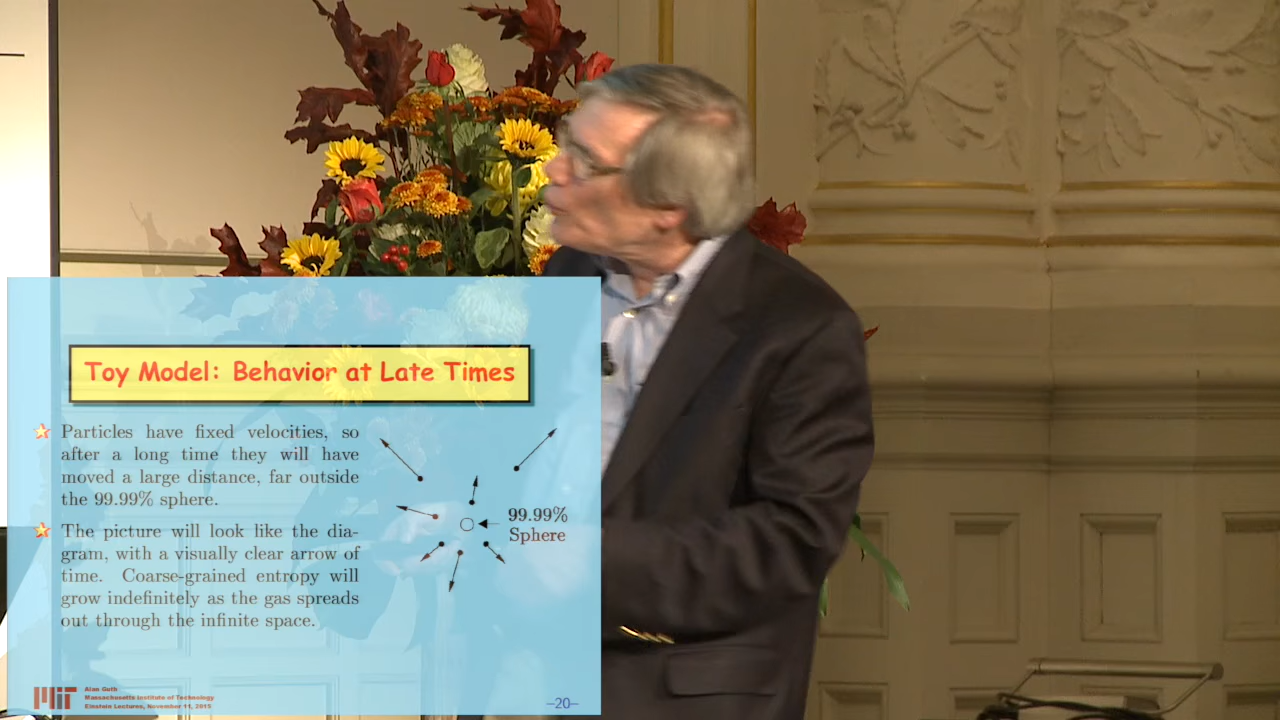 Toy Model: Behavior at Late Times
Particles have fixed velocities, so
after a long time they will have
moved a large distance, far outside
the 99.99% sphere.
The picture will look like the dia-
gram, with a visually clear arrow of
time. Coarse-grained entropy will
grow indefinitely as the gas spreads
out through the infinite space.
99.99%
Sphere
MIT
Alan Guth
Massachusetts Institute of Technology
Einstein Lectures, November 11, 2015
–20–